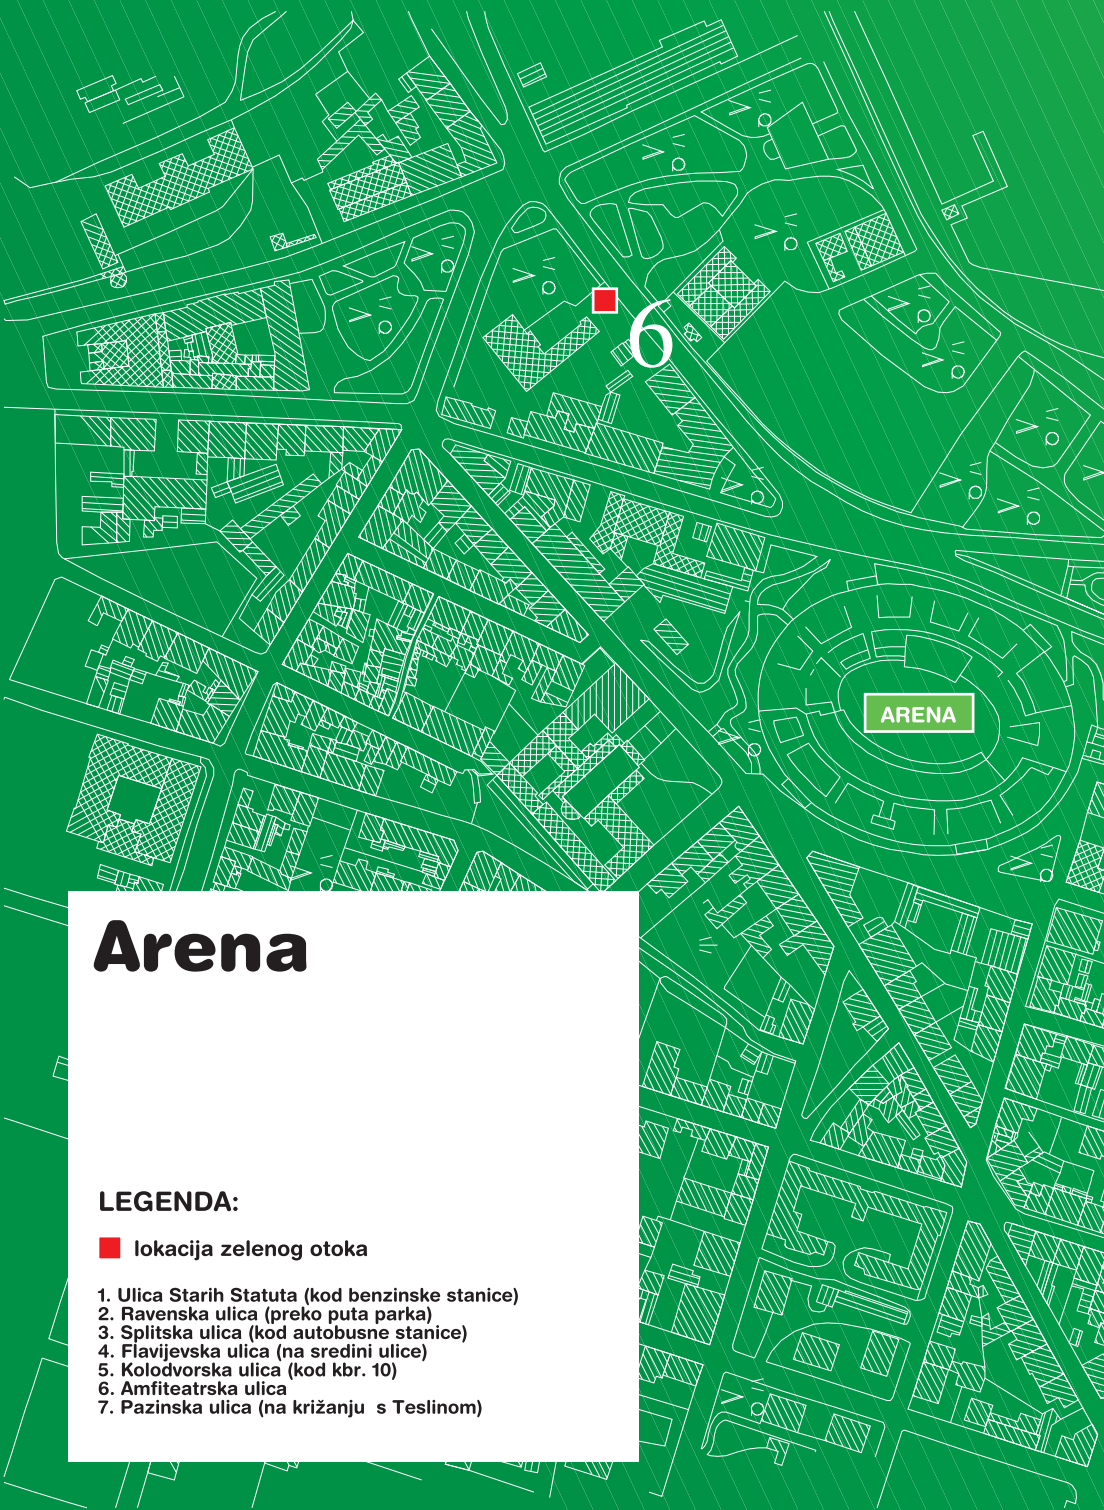 6
ARENA
Arena
LEGENDA:
lokacija zelenog otoka
1. Ulica Starih Statuta (kod benzinske stanice)
2. Ravenska ulica (preko puta parka)
3. Splitska ulica (kod autobusne stanice)
4. Flavijevska ulica (na sredini ulice)
5. Kolodvorska ulica (kod kbr. 10)
6. Amfiteatrska ulica
7. Pazinska ulica (na križanju  s Teslinom)